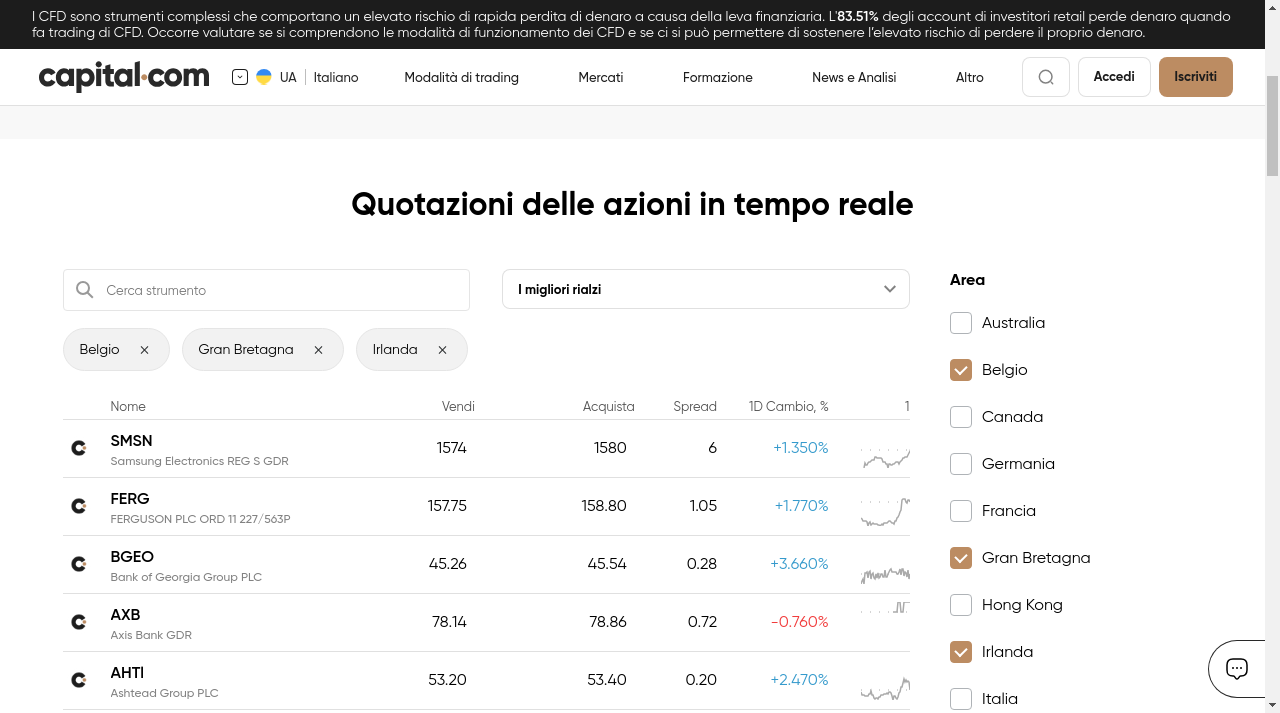 I CFD sono strumenti complessi che comportano un elevato rischio di rapida perdita di denaro a causa della leva finanziaria. L'83.51% degli account di investitori retail perde denaro quando
fa trading di CFD. Occorre valutare se si comprendono le modalità di funzionamento dei CFD e se ci si può permettere di sostenere l’elevato rischio di perdere il proprio denaro.
capital.com UA Italiano Modalità di trading Mercati Formazione News e Analisi Altro Accedi Iscriviti
Quotazioni delle azioni in tempo reale
Cerca strumento
I migliori rialzi
Belgio Gran Bretagna Irlanda
Nome Vendi Acquista Spread 1D Cambio, % 1
SMSN 1574 1580 6 +1.350%
Samsung Electronics REG S GDR
FERG 157.75 158.80 1.05 +1.770%
FERGUSON PLC ORD 11 227/563P
BGEO 45.26 45.54 0.28 +3.660%
Bank of Georgia Group PLC
AXB 78.14 78.86 0.72 -0.760%
Axis Bank GDR
AHTl 53.20 53.40 0.20 +2.470%
Ashtead Group PLC
Area
Australia
Belgio
Canada
Germania
Francia
Gran Bretagna
Hong Kong
Irlanda
Italia